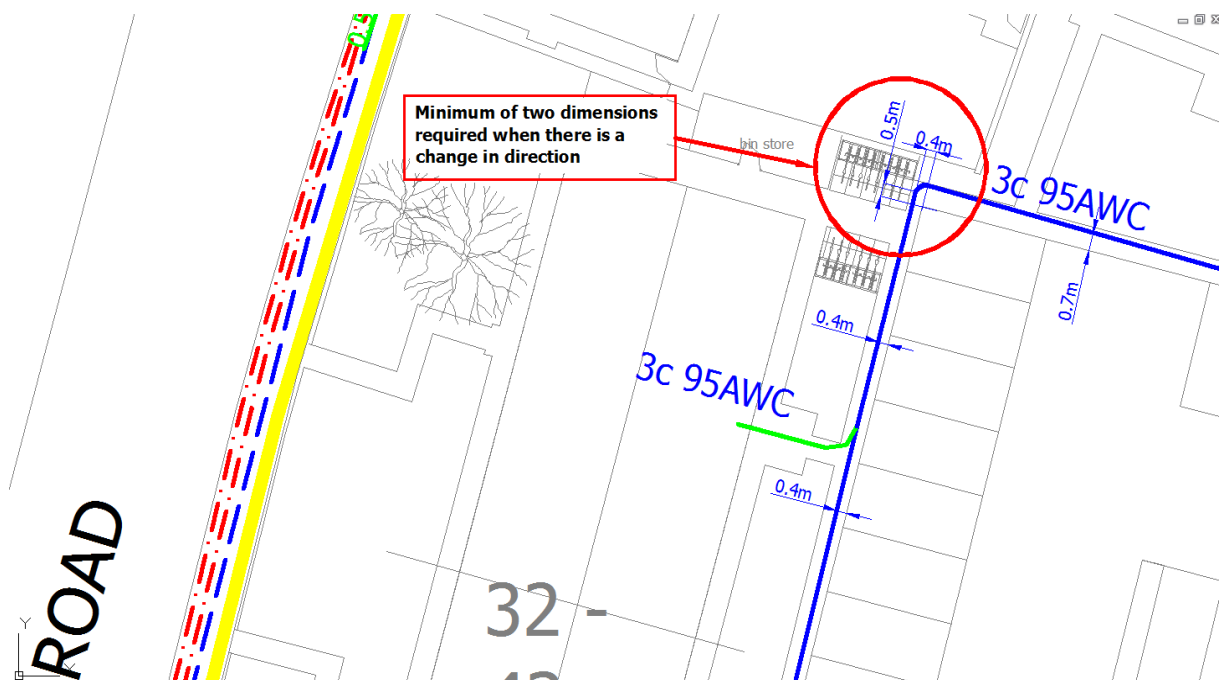 Minimum of two dimensions
required when there is a
change in direction
bin store
0.5m
0.4m
3c 95AWC
0.7m
0.4m
3c 95AWC
0.4m
32 -
ROAD
Y
X